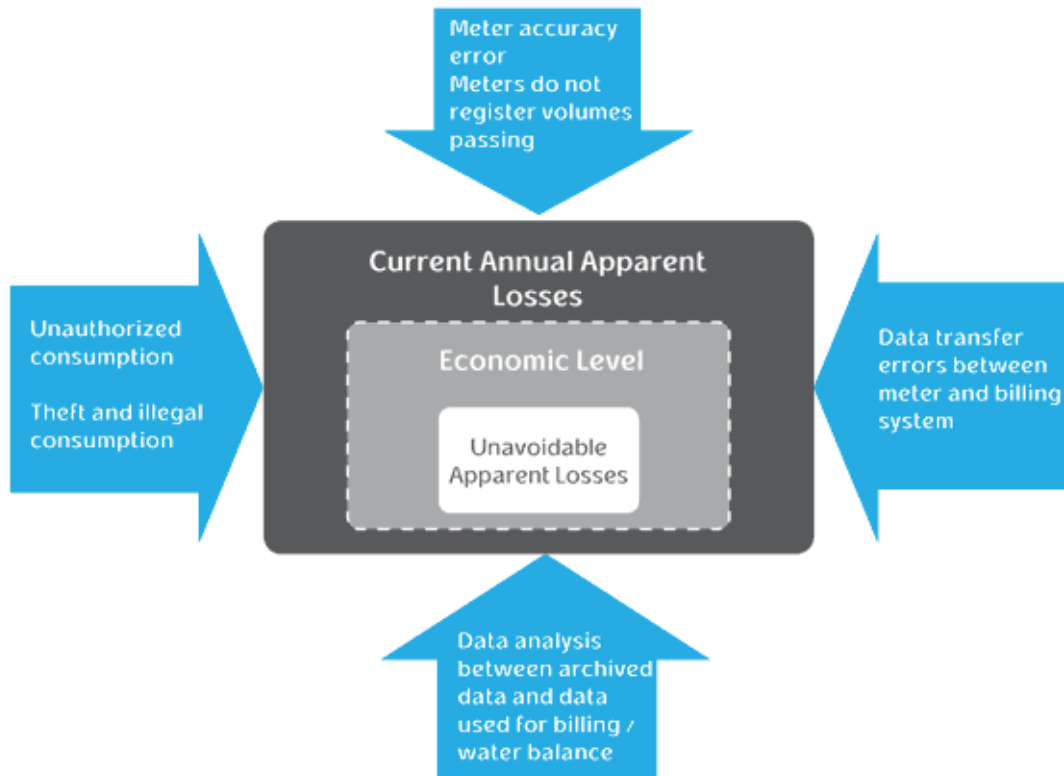 Meter accuracy
error
Meters do not
register volumes
passing
Current Annual Apparent
Losses
Unauthorized
consumption
Theft and illegal
consumption
Economic Level
Unavoidable
Apparent Losses
Data transfer
errors between
meter and billing
system
Data analysis
between archived
data and data
used for billing /
water balance